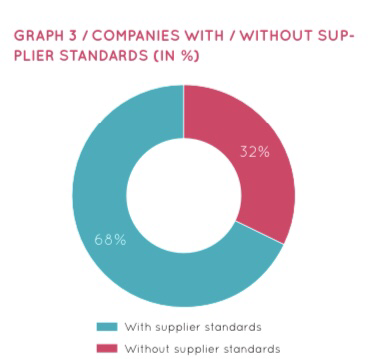 GRAPH 3 / COMPANIES WITH / WITHOUT SUP-
PLIER STANDARDS (IN %)
32%
68%
With supplier standards
Without supplier standards